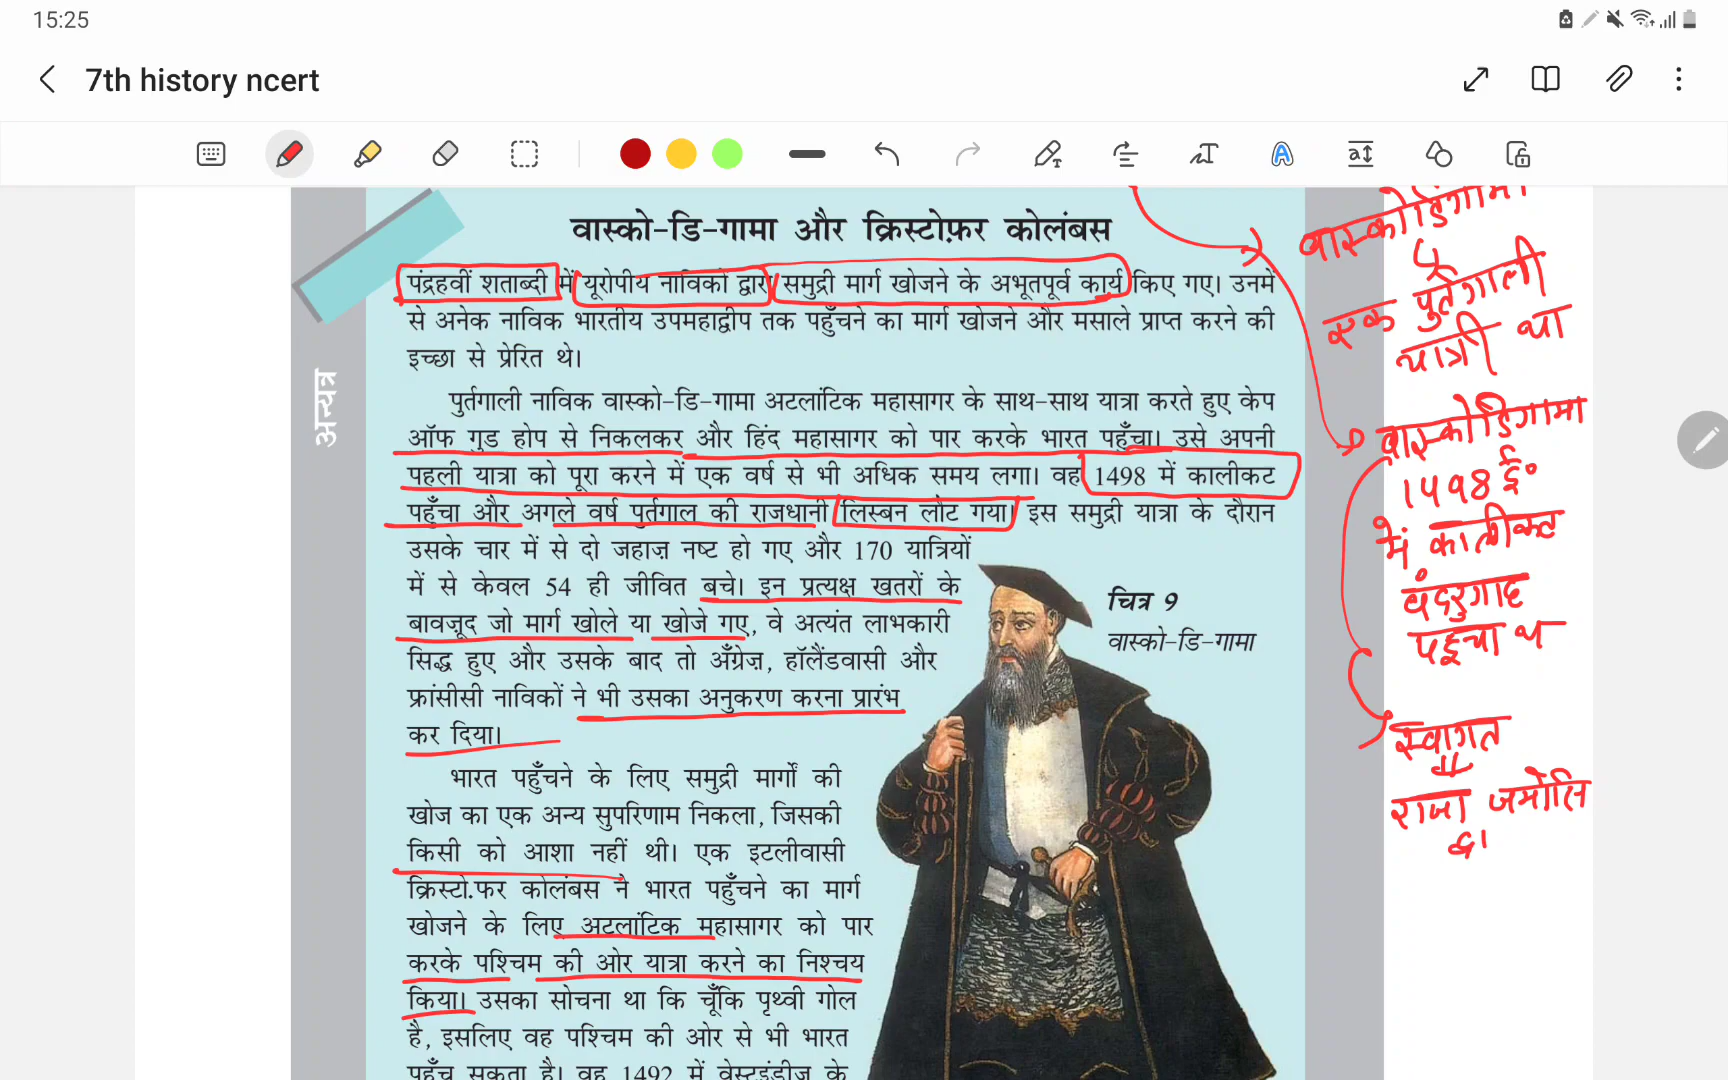 15:25
7th history ncert
वास्को-डि-गामा और क्रिस्टोफ़र कोलंबस
पंद्रहवीं शताब्दी में यूरोपीय नाविकों द्वारा समुद्री मार्ग खोजने के अभूतपूर्व कार्य किए गए। उनमें
से अनेक नाविक भारतीय उपमहाद्वीप तक पहुँचने का मार्ग खोजने और मसाले प्राप्त करने की
इच्छा से प्रेरित थे।
अन्यत्र
पुर्तगाली नाविक वास्को-डि-गामा अटलांटिक महासागर के साथ-साथ यात्रा करते हुए केप
ऑफ गुड होप से निकलकर और हिंद महासागर को पार करके भारत पहुँचा। उसे अपनी
पहली यात्रा को पूरा करने में एक वर्ष से भी अधिक समय लगा। वह 1498 में कालीकट
पहुँचा और अगले वर्ष पुर्तगाल की राजधानी लिस्बन लौट गया। इस समुद्री यात्रा के दौरान
उसके चार में से दो जहाज़ नष्ट हो गए और 170 यात्रियों
में से केवल 54 ही जीवित बचे। इन प्रत्यक्ष खतरों के
बावज़ूद जो मार्ग खोले या खोजे गए, वे अत्यंत लाभकारी
सिद्ध हुए और उसके बाद तो अँग्रेज़, हॉलैंडवासी और
फ्रांसीसी नाविकों ने भी उसका अनुकरण करना प्रारंभ
कर दिया।
चित्र 9
वास्को-डि-गामा
भारत पहुँचने के लिए समुद्री मार्गों की
खोज का एक अन्य सुपरिणाम निकला, जिसकी
किसी को आशा नहीं थी। एक इटलीवासी
क्रिस्टो.फर कोलंबस ने भारत पहुँचने का मार्ग
खोजने के लिए अटलांटिक महासागर को पार
करके पश्चिम की ओर यात्रा करने का निश्चय
किया। उसका सोचना था कि चूँकि पृथ्वी गोल
है, इसलिए वह पश्चिम की ओर से भी भारत
पहुँच सकता है। वह 1492 में वेस्टइंडीज़ के
वास्कोडिगामा
एक पुर्तगाली
यात्री था
वास्कोडिगामा
1498 ई०
में कालीकट
बंदरगाह
पहुंचा थ
स्वागत
राजा जमोसि